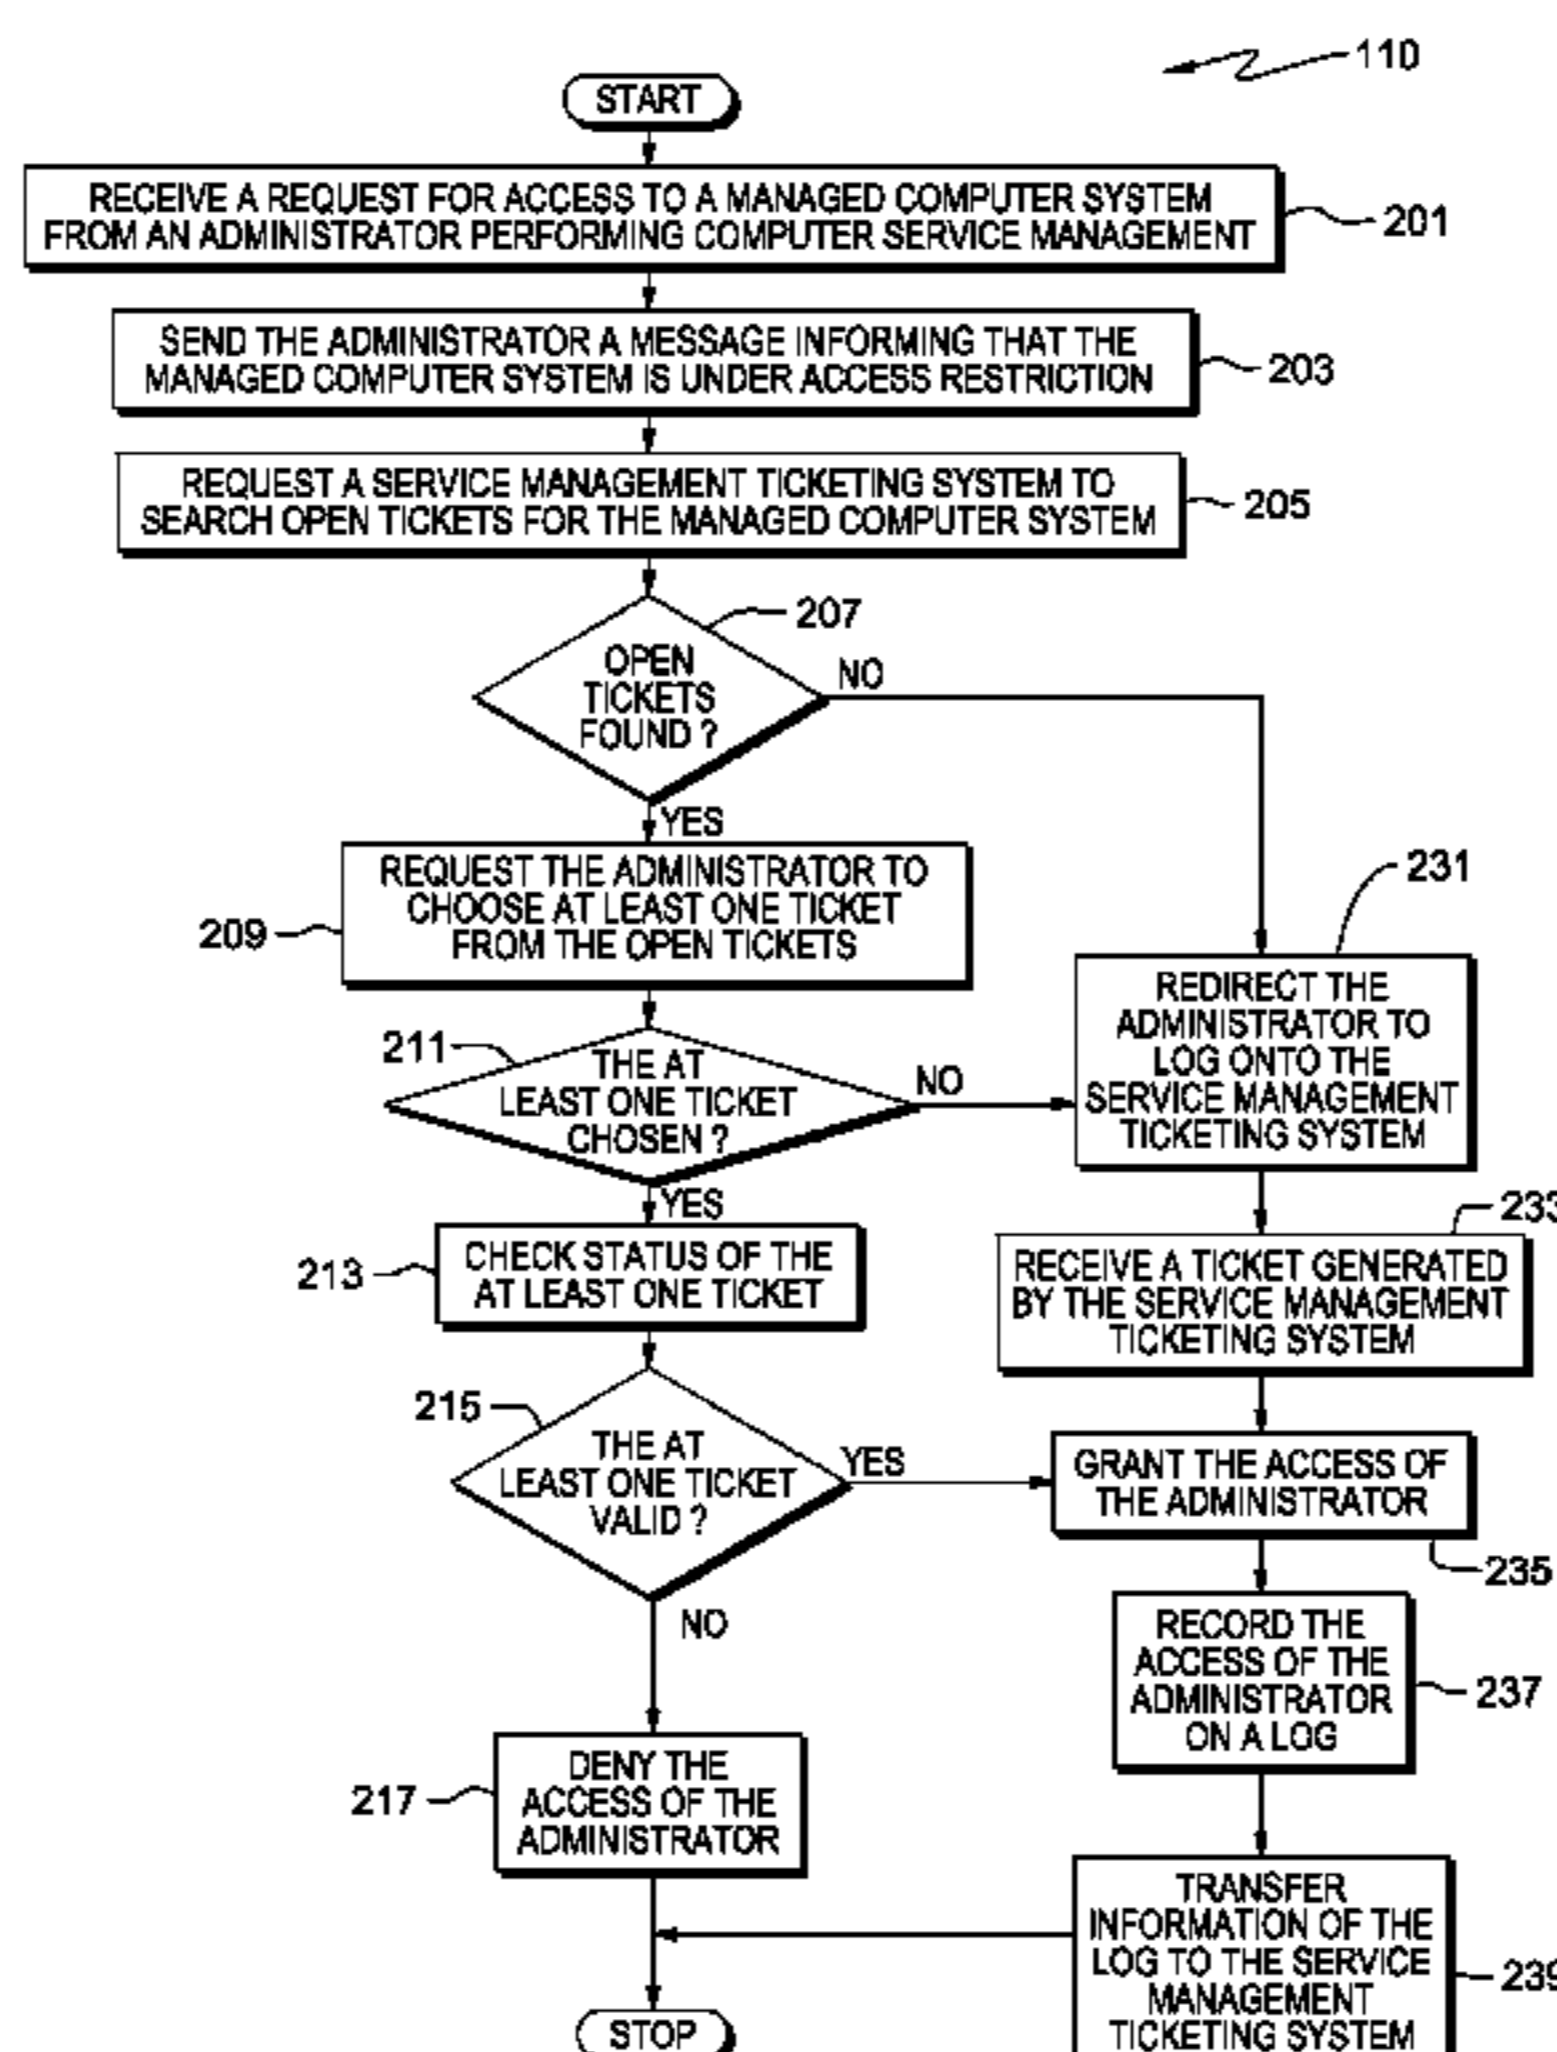 110
START
RECEIVE A REQUEST FOR ACCESS TO A MANAGED COMPUTER SYSTEM
FROM AN ADMINISTRATOR PERFORMING COMPUTER SERVICE MANAGEMENT
201
SEND THE ADMINISTRATOR A MESSAGE INFORMING THAT THE
MANAGED COMPUTER SYSTEM IS UNDER ACCESS RESTRICTION
203
REQUEST A SERVICE MANAGEMENT TICKETING SYSTEM TO
SEARCH OPEN TICKETS FOR THE MANAGED COMPUTER SYSTEM
205
207
OPEN
TICKETS
FOUND ?
NO
YES
REQUEST THE ADMINISTRATOR TO
CHOOSE AT LEAST ONE TICKET
FROM THE OPEN TICKETS
209
231
REDIRECT THE
ADMINISTRATOR TO
LOG ONTO THE
SERVICE MANAGEMENT
TICKETING SYSTEM
211
THE AT
LEAST ONE TICKET
CHOSEN ?
NO
YES
213
CHECK STATUS OF THE
AT LEAST ONE TICKET
233
RECEIVE A TICKET GENERATED
BY THE SERVICE MANAGEMENT
TICKETING SYSTEM
215
THE AT
LEAST ONE TICKET
VALID ?
YES
NO
GRANT THE ACCESS OF
THE ADMINISTRATOR
235
RECORD THE
ACCESS OF THE
ADMINISTRATOR
ON A LOG
237
217
DENY THE
ACCESS OF THE
ADMINISTRATOR
TRANSFER
INFORMATION OF THE
LOG TO THE SERVICE
MANAGEMENT
TICKETING SYSTEM
239
STOP